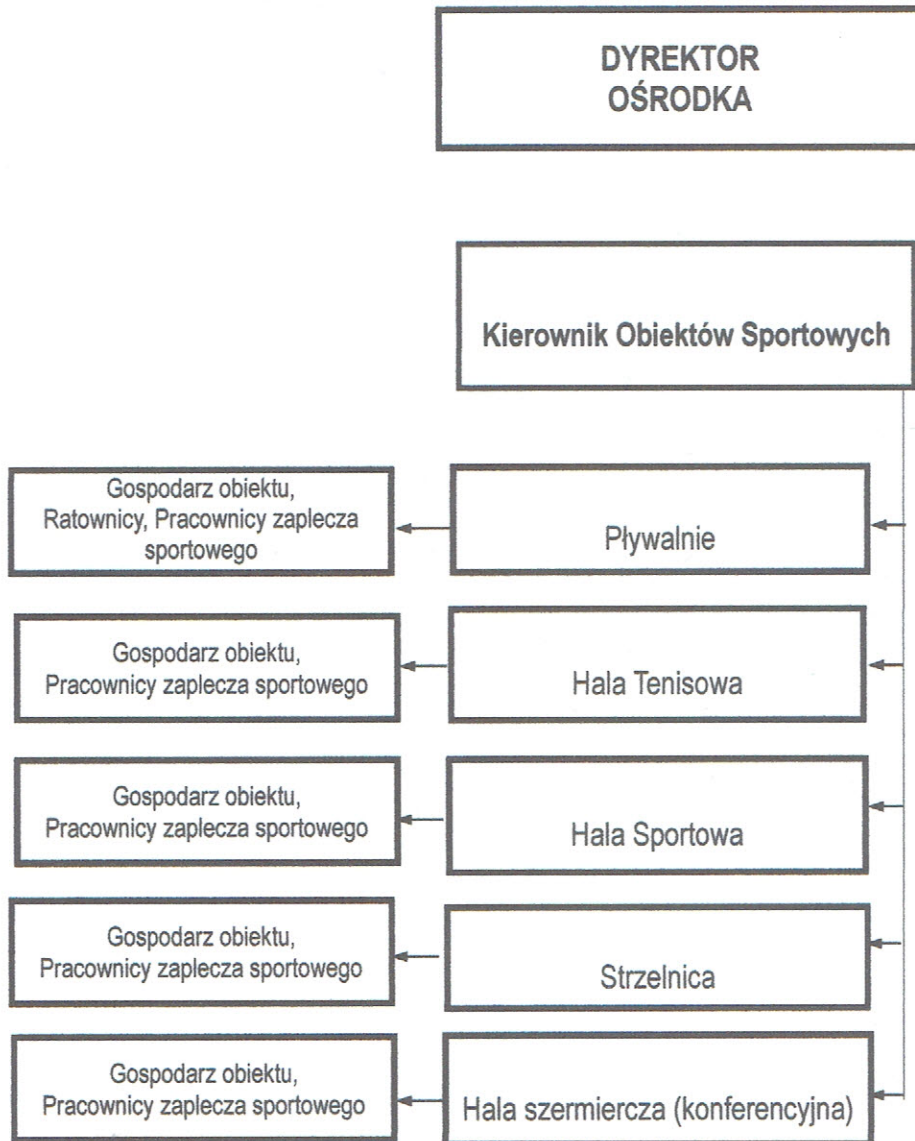 DYREKTOR
OŚRODKA
Kierownik Obiektów Sportowych
Gospodarz obiektu,
Ratownicy, Pracownicy zaplecza
sportowego
Pływalnie
Gospodarz obiektu,
Pracownicy zaplecza sportowego
Hala Tenisowa
Gospodarz obiektu,
Pracownicy zaplecza sportowego
Hala Sportowa
Gospodarz obiektu,
Pracownicy zaplecza sportowego
Strzelnica
Gospodarz obiektu,
Pracownicy zaplecza sportowego
Hala szermiercza (konferencyjna)